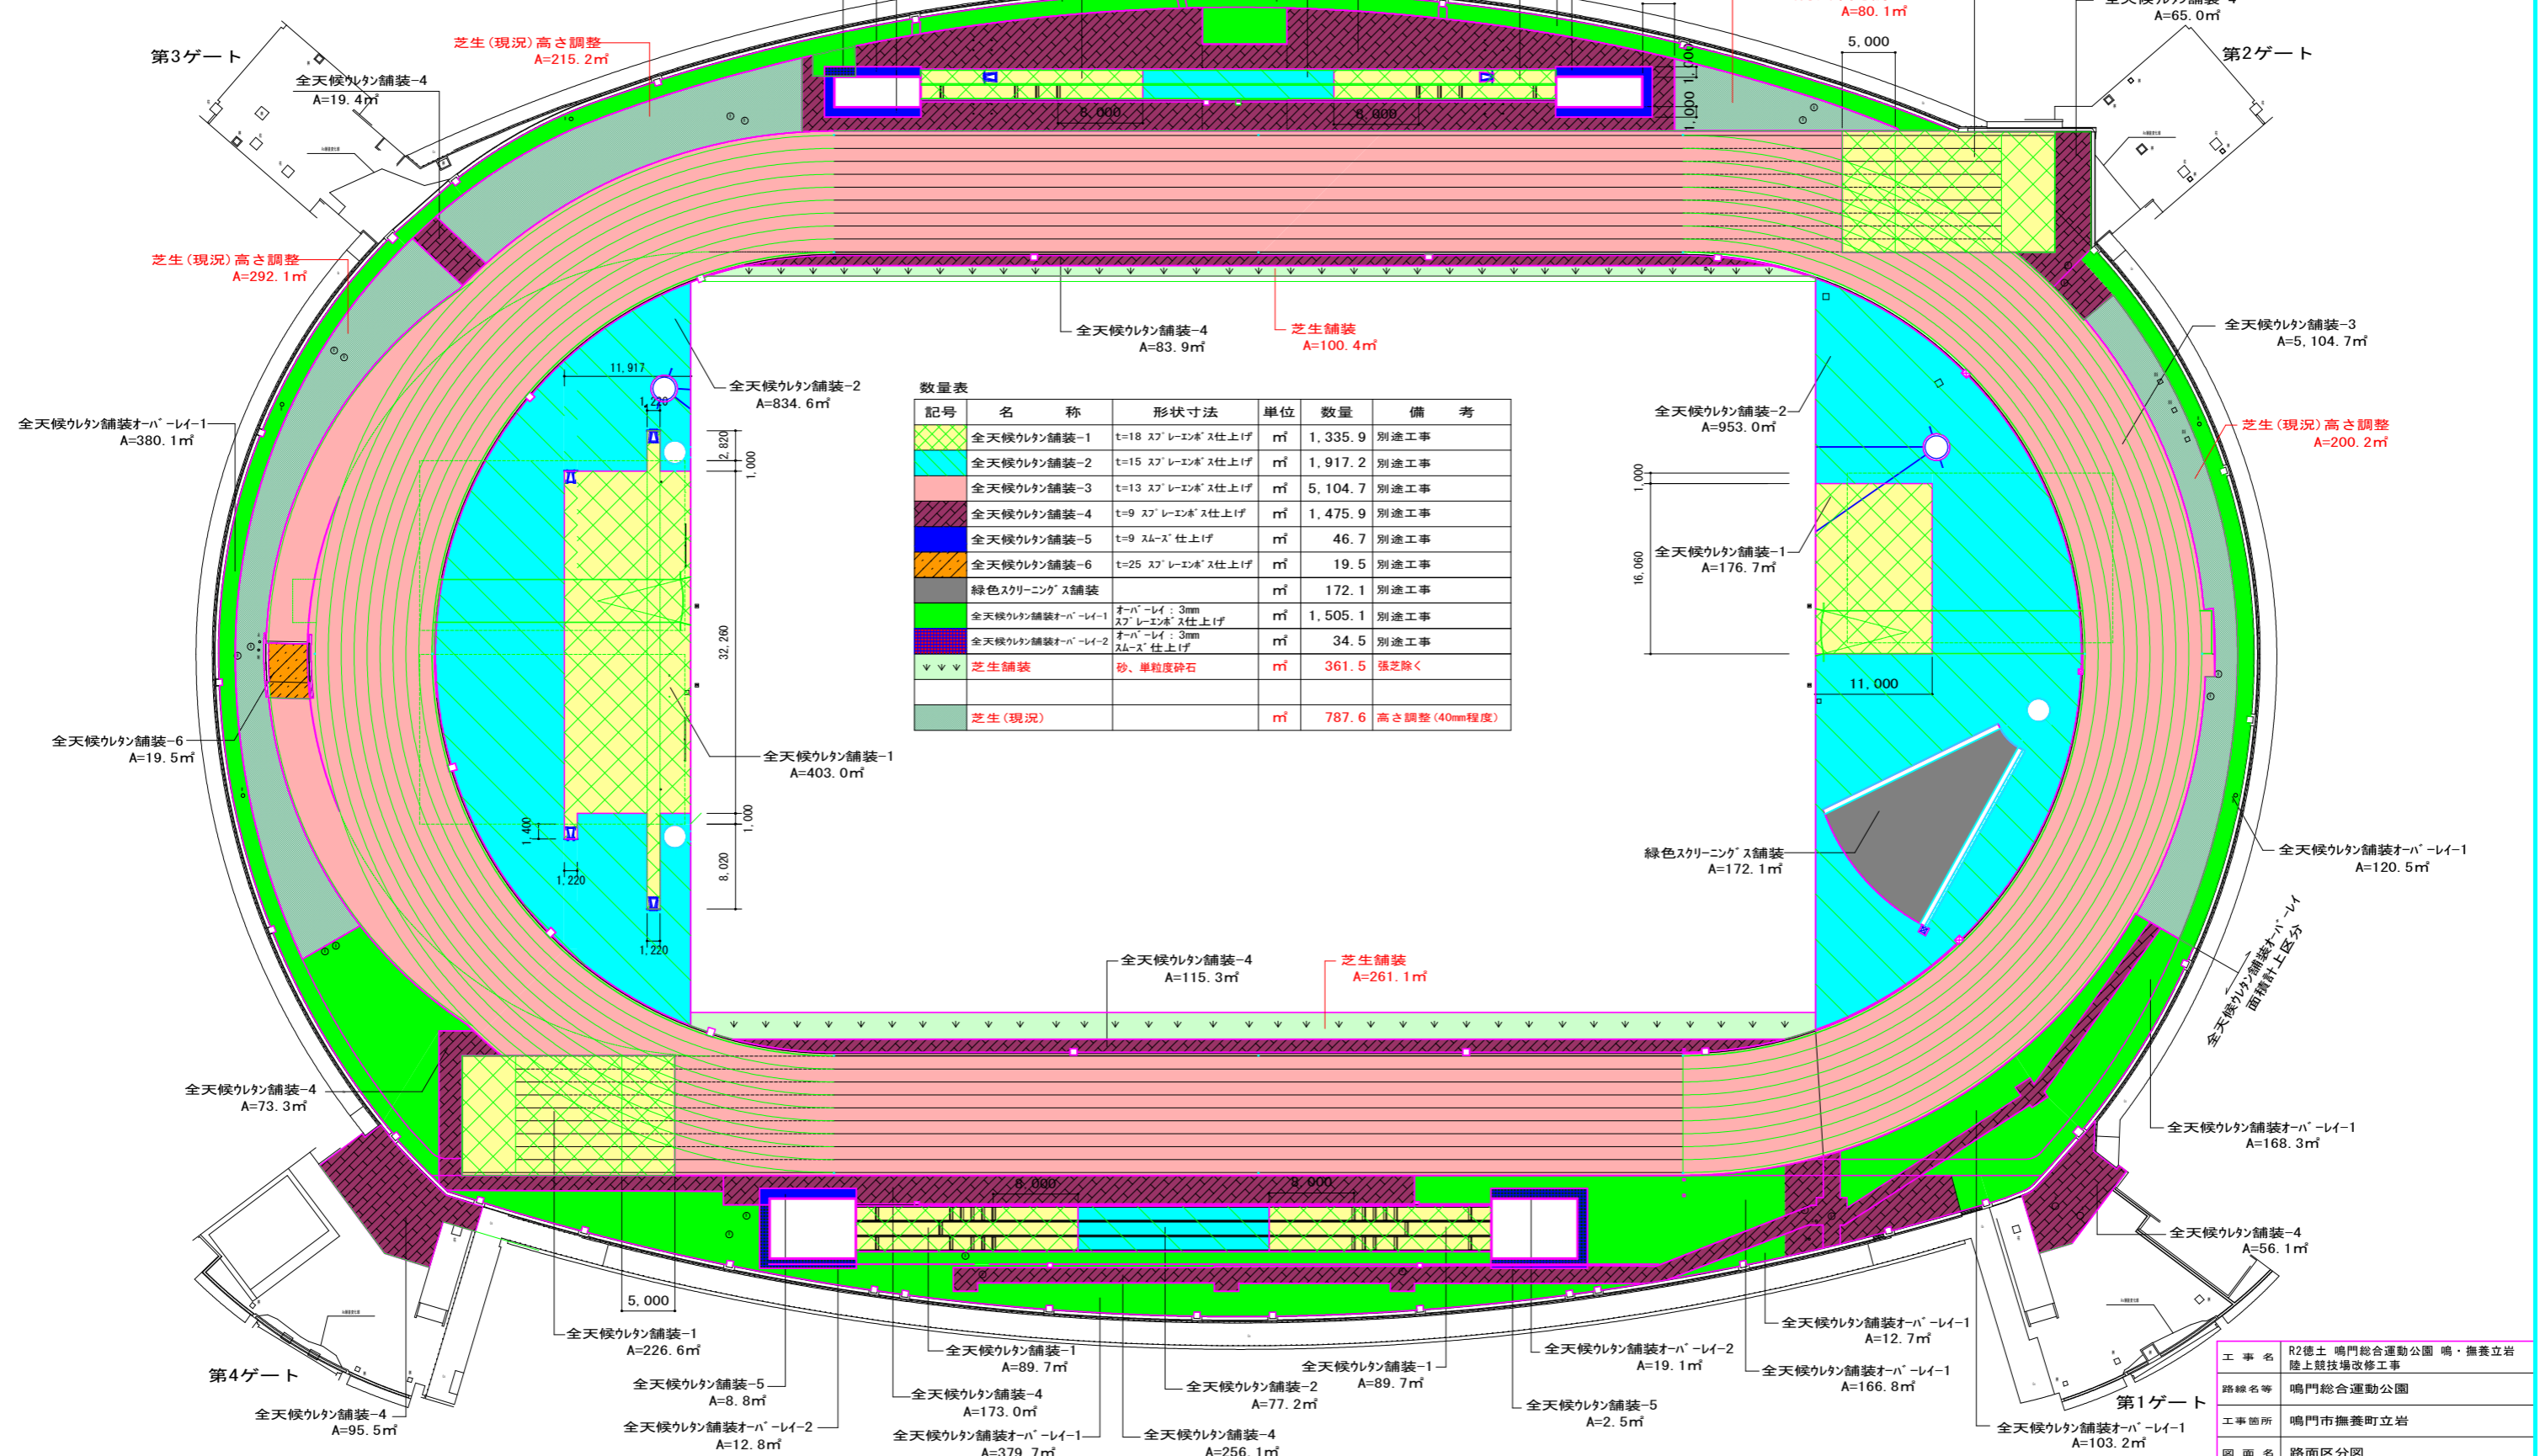 A=80.1㎡
全天候ウレタン舗装-4
A=65.0㎡
第3ゲート
芝生(現況)高さ調整
A=215.2㎡
全天候ウレタン舗装-4
A=19.4㎡
5,000
第2ゲート
1,000
1,000
8,000
8,000
芝生(現況)高さ調整
A=292.1㎡
全天候ウレタン舗装-4
A=83.9㎡
芝生舗装
A=100.4㎡
全天候ウレタン舗装-3
A=5,104.7㎡
11,917
1,220
全天候ウレタン舗装-2
A=834.6㎡
2,820
1,000
全天候ウレタン舗装オーバーレイ-1
A=380.1㎡
数量表
記号 名 称 形状寸法 単位 数量 備 考
全天候ウレタン舗装-1 t=18 スプレーエンボス仕上げ ㎡ 1,335.9 別途工事
全天候ウレタン舗装-2 t=15 スプレーエンボス仕上げ ㎡ 1,917.2 別途工事
全天候ウレタン舗装-3 t=13 スプレーエンボス仕上げ ㎡ 5,104.7 別途工事
全天候ウレタン舗装-4 t=9 スプレーエンボス仕上げ ㎡ 1,475.9 別途工事
全天候ウレタン舗装-5 t=9 スムーズ仕上げ ㎡ 46.7 別途工事
全天候ウレタン舗装-6 t=25 スプレーエンボス仕上げ ㎡ 19.5 別途工事
緑色スクリーニングス舗装 ㎡ 172.1 別途工事
全天候ウレタン舗装オーバーレイ-1 オーバーレイ:3mm
スプレーエンボス仕上げ ㎡ 1,505.1 別途工事
全天候ウレタン舗装オーバーレイ-2 オーバーレイ:3mm
スムーズ仕上げ ㎡ 34.5 別途工事
芝生舗装 砂、単粒度砕石 ㎡ 361.5 張芝除く
芝生(現況) ㎡ 787.6 高さ調整(40mm程度)
全天候ウレタン舗装-2
A=953.0㎡
芝生(現況)高さ調整
A=200.2㎡
1,000
16,060
全天候ウレタン舗装-1
A=176.7㎡
11,000
32,260
全天候ウレタン舗装-6
A=19.5㎡
全天候ウレタン舗装-1
A=403.0㎡
1,400
1,000
8,020
1,220
1,220
緑色スクリーニングス舗装
A=172.1㎡
全天候ウレタン舗装オーバーレイ-1
A=120.5㎡
全天候ウレタン舗装オーバーレイ
面積計上区分
全天候ウレタン舗装-4
A=115.3㎡
芝生舗装
A=261.1㎡
全天候ウレタン舗装-4
A=73.3㎡
全天候ウレタン舗装オーバーレイ-1
A=168.3㎡
8,000
8,000
全天候ウレタン舗装-4
A=56.1㎡
5,000
全天候ウレタン舗装-1
A=226.6㎡
全天候ウレタン舗装-1
A=89.7㎡
全天候ウレタン舗装オーバーレイ-2
A=19.1㎡
全天候ウレタン舗装オーバーレイ-1
A=12.7㎡
第4ゲート
全天候ウレタン舗装-5
A=8.8㎡
全天候ウレタン舗装-4
A=173.0㎡
全天候ウレタン舗装-2
A=77.2㎡
全天候ウレタン舗装-1
A=89.7㎡
全天候ウレタン舗装オーバーレイ-1
A=166.8㎡
全天候ウレタン舗装-4
A=95.5㎡
全天候ウレタン舗装オーバーレイ-2
A=12.8㎡
全天候ウレタン舗装オーバーレイ-1
A=379.7㎡
全天候ウレタン舗装-4
A=256.1㎡
全天候ウレタン舗装-5
A=2.5㎡
第1ゲート
全天候ウレタン舗装オーバーレイ-1
A=103.2㎡
工事名 R2徳土 鳴門総合運動公園 鳴・撫養立岩
陸上競技場改修工事
路線名等 鳴門総合運動公園
工事箇所 鳴門市撫養町立岩
図面名 路面区分図